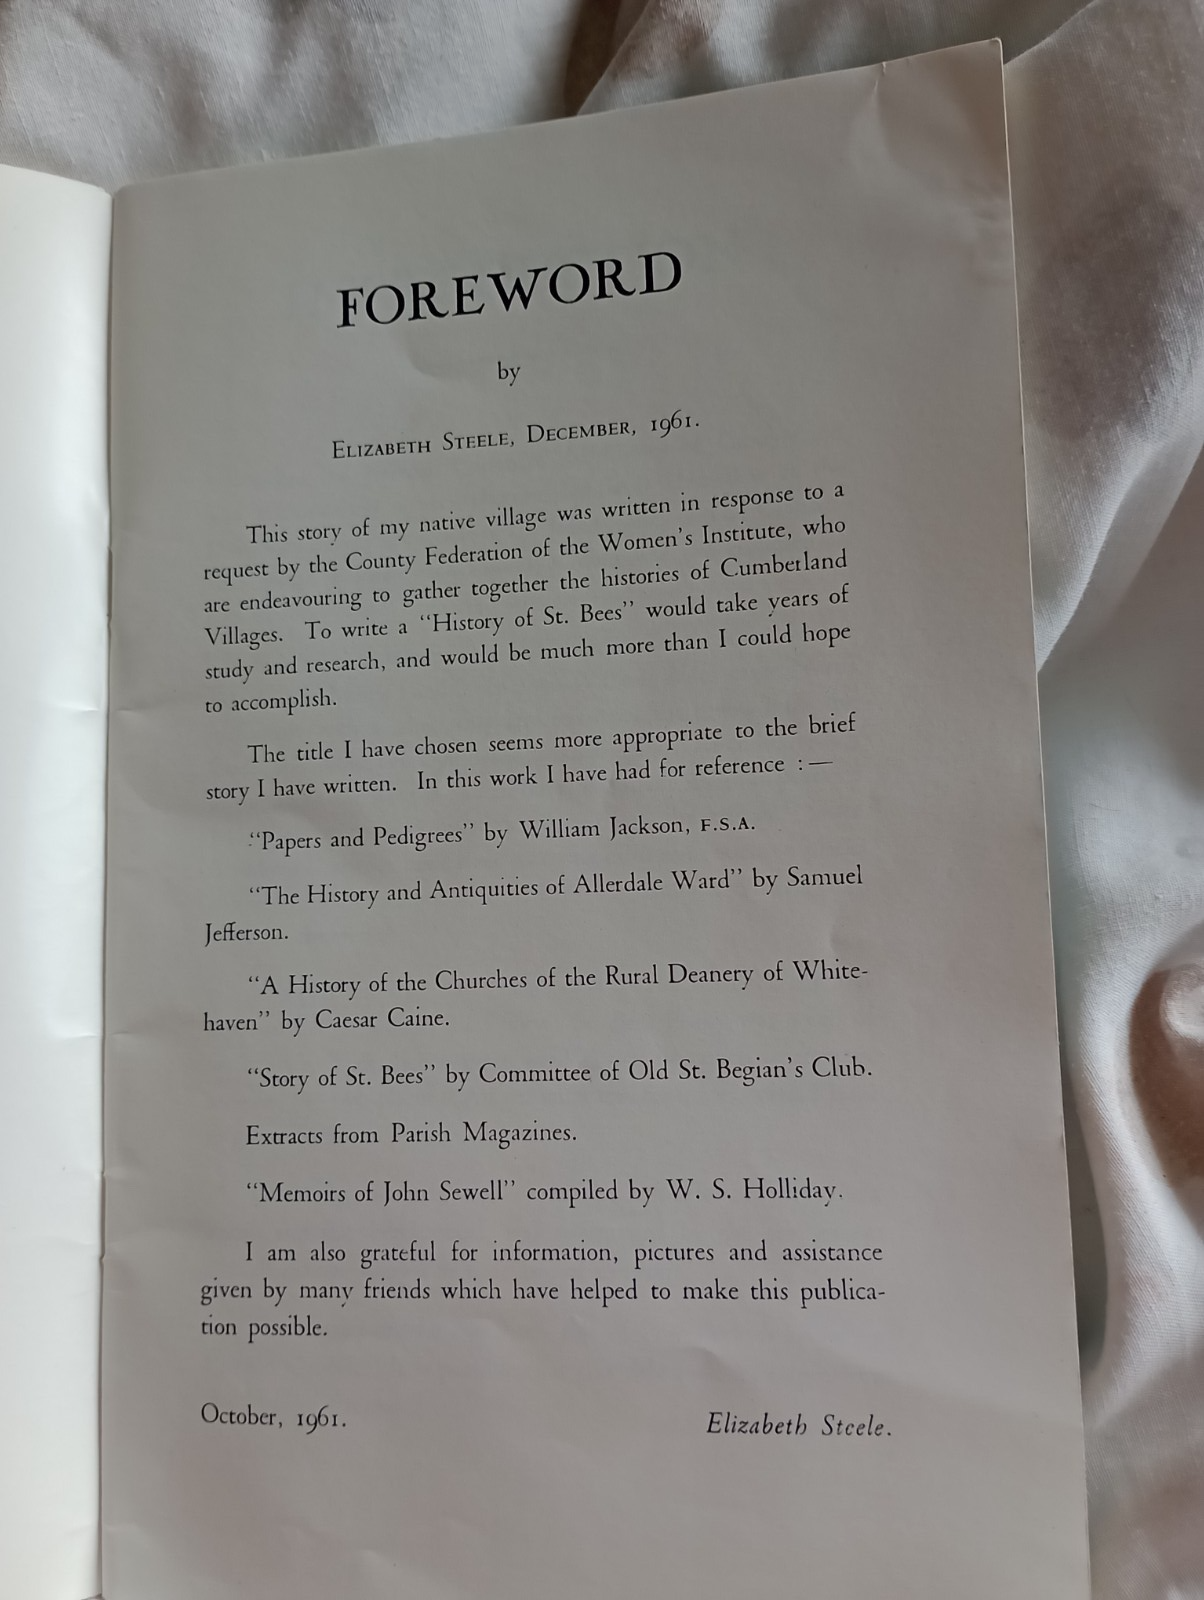 FOREWORD
by
ELIZABETH STEELE, DECEMBER, 1961.
This story of my native village was written in response to a
request by the County Federation of the Women's Institute, who
are endeavouring to gather together the histories of Cumberland
Villages. To write a "History of St. Bees" would take years of
study and research, and would be much more than I could hope
to accomplish.
The title I have chosen seems more appropriate to the brief
story I have written. In this work I have had for reference :—
"Papers and Pedigrees" by William Jackson, F.S.A.
"The History and Antiquities of Allerdale Ward" by Samuel
Jefferson.
"A History of the Churches of the Rural Deanery of White-
haven" by Caesar Caine.
"Story of St. Bees" by Committee of Old St. Begian's Club.
Extracts from Parish Magazines.
"Memoirs of John Sewell" compiled by W. S. Holliday.
I am also grateful for information, pictures and assistance
given by many friends which have helped to make this publica-
tion possible.
October, 1961.
Elizabeth Steele.